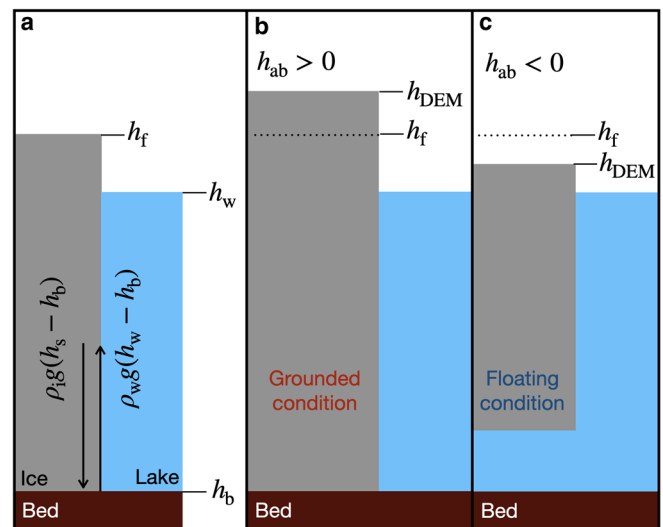 a
h_f
h_w
ρ_i g(h_s − h_b)
ρ_w g(h_w − h_b)
Ice
Lake
h_b
Bed
b
h_ab > 0
h_DEM
h_f
Grounded
condition
Bed
c
h_ab < 0
h_f
h_DEM
Floating
condition
Bed